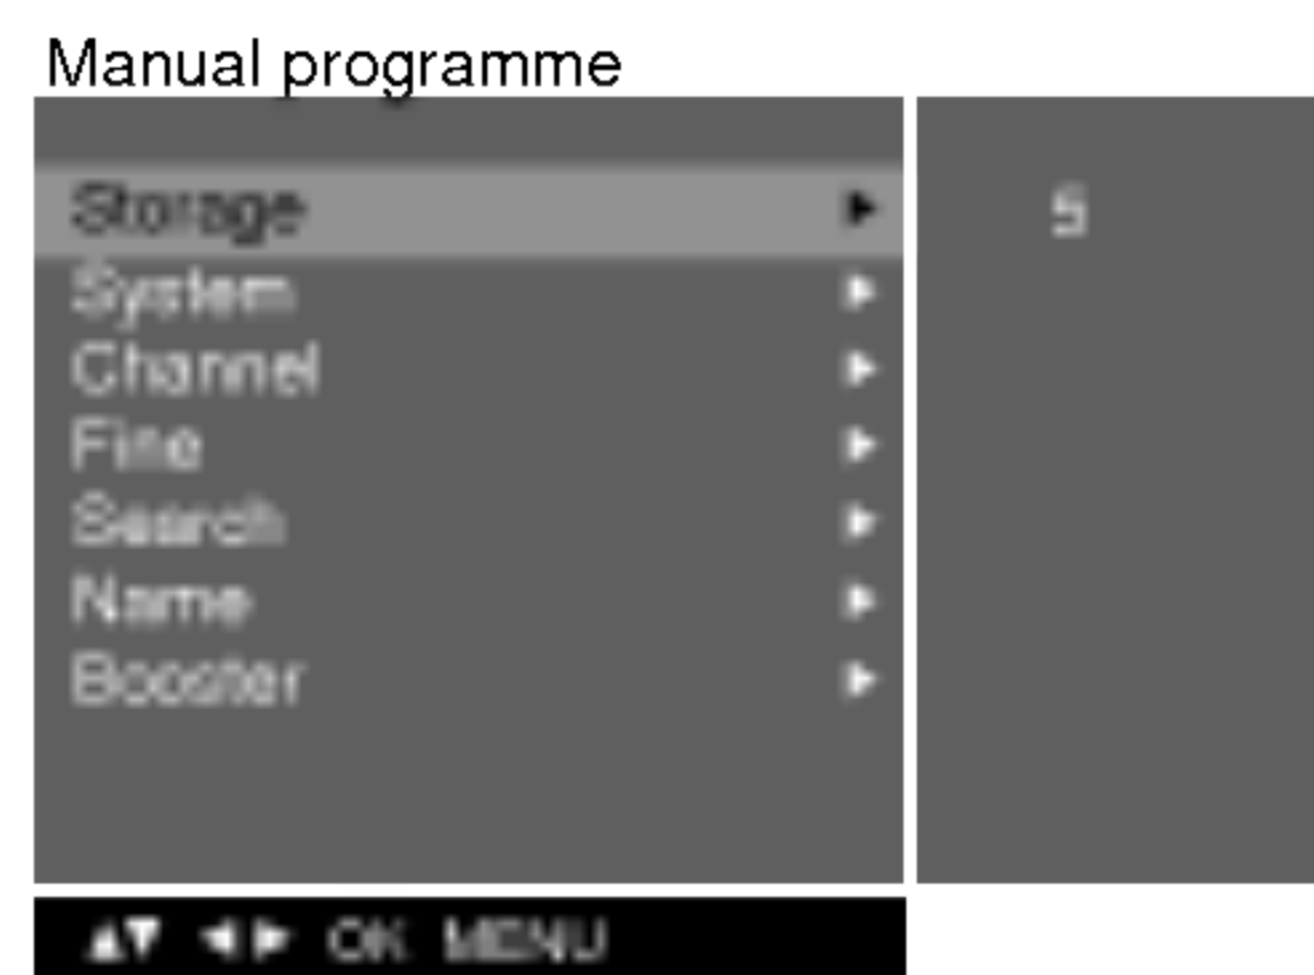 Manual programme
Storage ▶ 5
System ▶
Channel ▶
Fine ▶
Search ▶
Name ▶
Booster ▶
▲▼ ◀▶ OK MENU